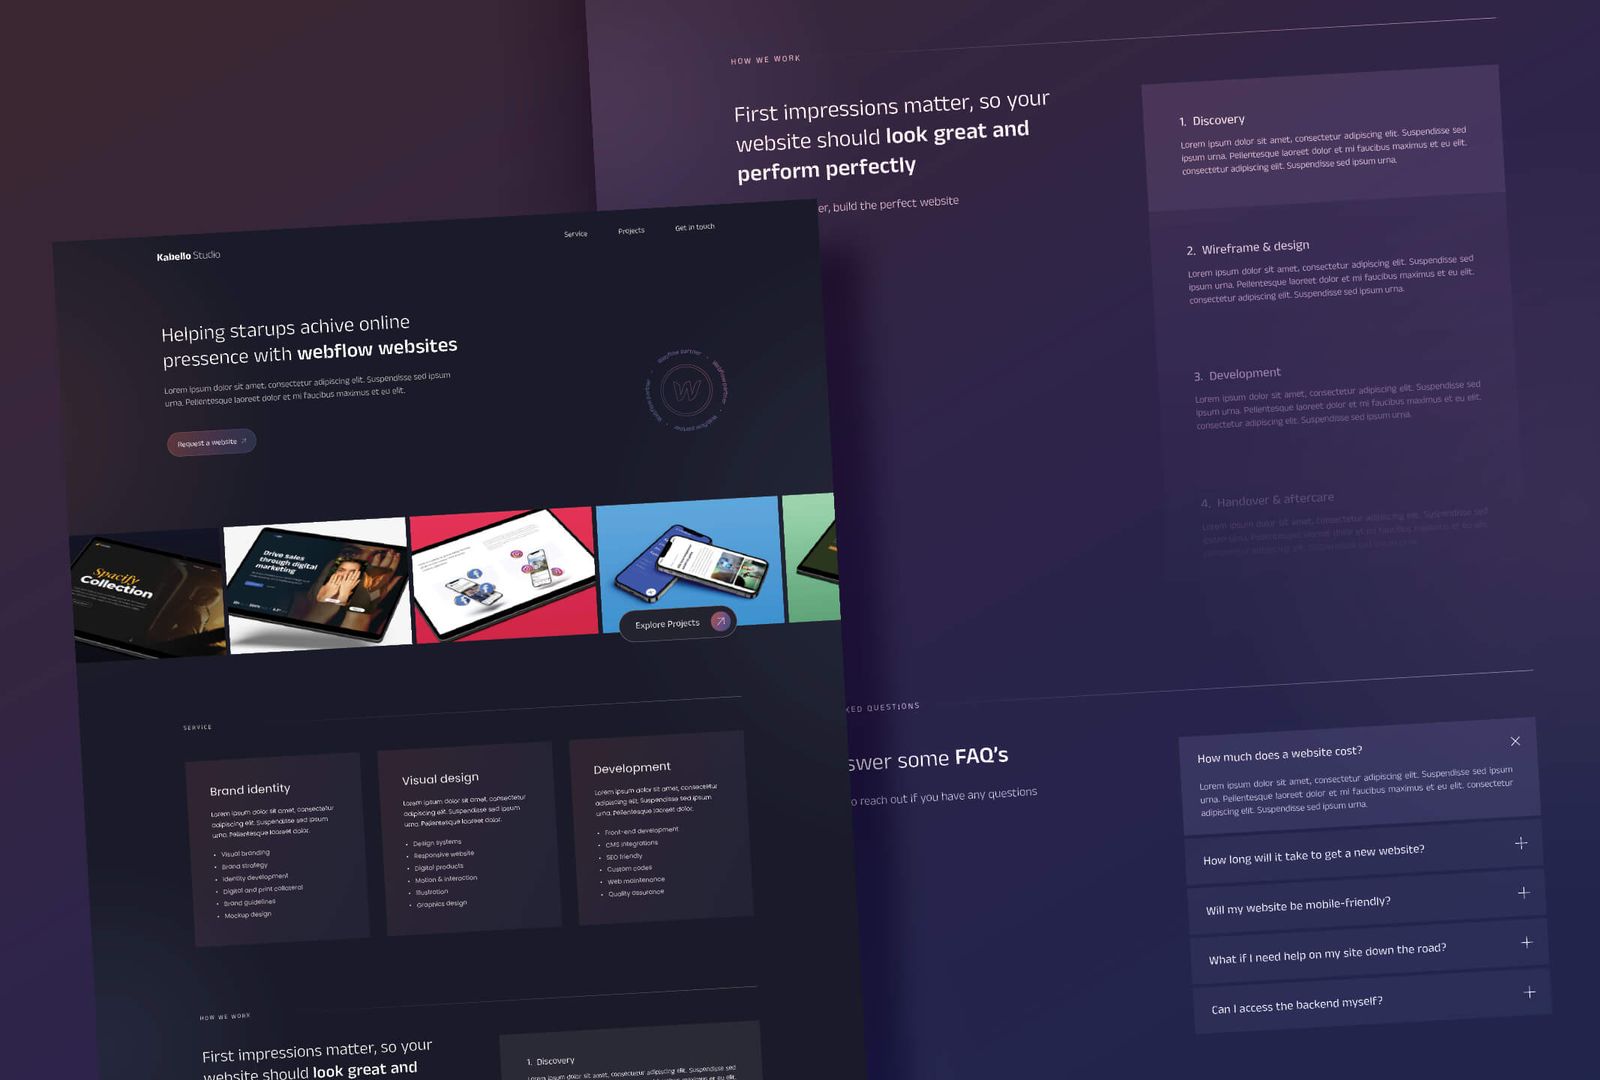 HOW WE WORK
First impressions matter, so your
website should look great and
perform perfectly
er, build the perfect website
1. Discovery
Lorem ipsum dolor sit amet, consectetur adipiscing elit. Suspendisse sed
ipsum urna. Pellentesque laoreet dolor et mi faucibus maximus et eu elit.
consectetur adipiscing elit. Suspendisse sed ipsum urna.
2. Wireframe & design
Lorem ipsum dolor sit amet, consectetur adipiscing elit. Suspendisse sed
ipsum urna. Pellentesque laoreet dolor et mi faucibus maximus et eu elit.
consectetur adipiscing elit. Suspendisse sed ipsum urna.
3. Development
Lorem ipsum dolor sit amet, consectetur adipiscing elit. Suspendisse sed
ipsum urna. Pellentesque laoreet dolor et mi faucibus maximus et eu elit.
consectetur adipiscing elit. Suspendisse sed ipsum urna.
4. Handover & aftercare
Lorem ipsum dolor sit amet, consectetur adipiscing elit. Suspendisse sed
KED QUESTIONS
swer some FAQ's
o reach out if you have any questions
How much does a website cost?
Lorem ipsum dolor sit amet, consectetur adipiscing elit. Suspendisse sed ipsum
urna. Pellentesque laoreet dolor et mi faucibus maximus et eu elit. consectetur
adipiscing elit. Suspendisse sed ipsum urna.
How long will it take to get a new website?
Will my website be mobile-friendly?
What if I need help on my site down the road?
Can I access the backend myself?
Kabello Studio
Service
Projects
Get in touch
Helping starups achive online
pressence with webflow websites
Lorem ipsum dolor sit amet, consectetur adipiscing elit. Suspendisse sed ipsum
urna. Pellentesque laoreet dolor et mi faucibus maximus et eu elit.
Request a website
Webflow partner • Webflow partner • Webflow partner • Webflow partner •
W
Spacify
Collection
Drive sales
through digital
marketing
Explore Projects
SERVICE
Brand identity
Lorem ipsum dolor sit amet, consectetur
adipiscing elit. Suspendisse sed ipsum
urna. Pellentesque laoreet dolor.
• Visual branding
• Brand strategy
• Identity development
• Digital and print collateral
• Brand guidelines
• Mockup design
Visual design
Lorem ipsum dolor sit amet, consectetur
adipiscing elit. Suspendisse sed ipsum
urna. Pellentesque laoreet dolor.
• Design systems
• Responsive website
• Digital products
• Motion & interaction
• Illustration
• Graphics design
Development
Lorem ipsum dolor sit amet, consectetur
adipiscing elit. Suspendisse sed ipsum
urna. Pellentesque laoreet dolor.
• Front-end development
• CMS integrations
• SEO friendly
• Custom codes
• Web maintenance
• Quality assurance
HOW WE WORK
First impressions matter, so your
website should look great and
1. Discovery
Lorem ipsum dolor sit amet, consectetur adipiscing elit. Suspendisse sed